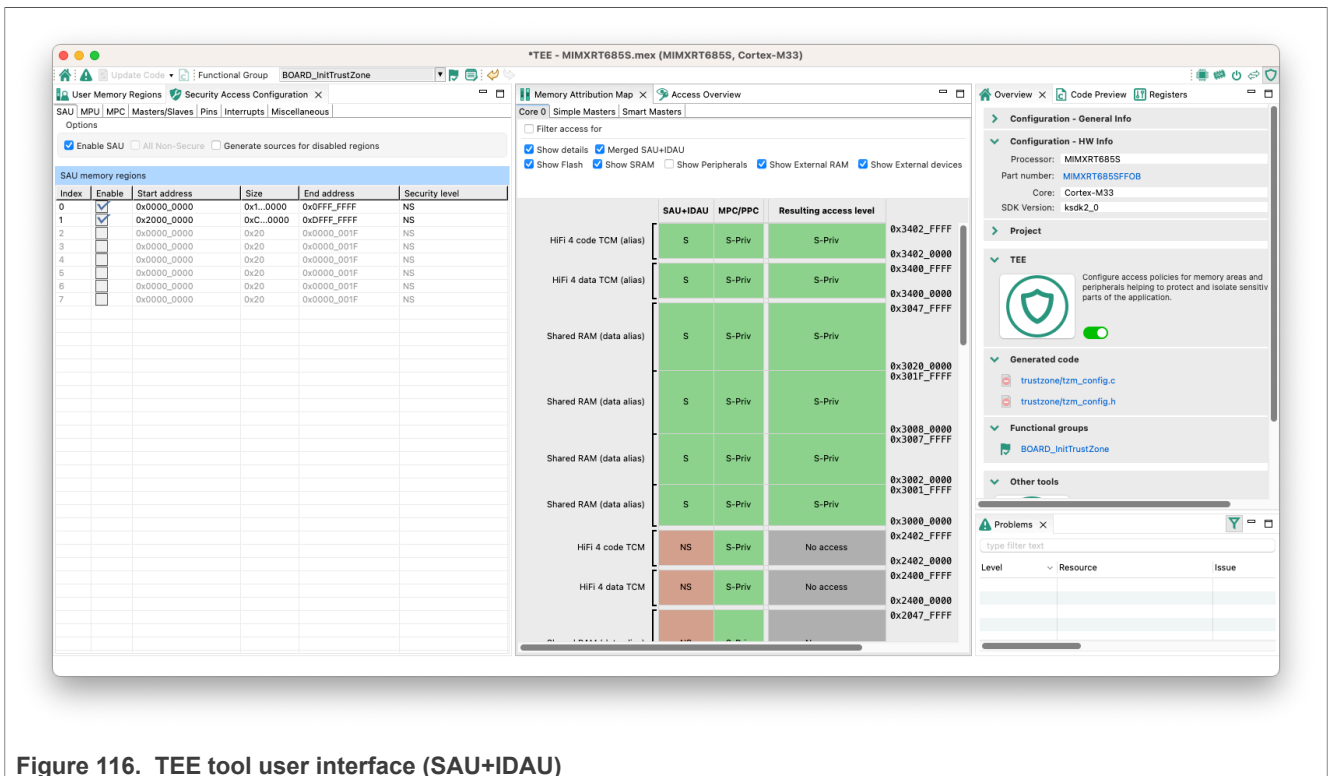 *TEE - MIMXRT685S.mex (MIMXRT685S, Cortex-M33)
Update Code Functional Group BOARD_InitTrustZone
User Memory Regions Security Access Configuration
SAU MPU MPC Masters/Slaves Pins Interrupts Miscellaneous
Options
Enable SAU All Non-Secure Generate sources for disabled regions
SAU memory regions
Index Enable Start address Size End address Security level
0 0x0000_0000 0x1...0000 0x0FFF_FFFF NS
1 0x2000_0000 0xC...0000 0xDFFF_FFFF NS
2 0x0000_0000 0x20 0x0000_001F NS
3 0x0000_0000 0x20 0x0000_001F NS
4 0x0000_0000 0x20 0x0000_001F NS
5 0x0000_0000 0x20 0x0000_001F NS
6 0x0000_0000 0x20 0x0000_001F NS
7 0x0000_0000 0x20 0x0000_001F NS
Memory Attribution Map Access Overview
Core 0 Simple Masters Smart Masters
Filter access for
Show details Merged SAU+IDAU
Show Flash Show SRAM Show Peripherals Show External RAM Show External devices
SAU+IDAU MPC/PPC Resulting access level
0x3402_FFFF
HiFi 4 code TCM (alias) S S-Priv S-Priv
0x3402_0000
0x3400_FFFF
HiFi 4 data TCM (alias) S S-Priv S-Priv
0x3400_0000
0x3047_FFFF
Shared RAM (data alias) S S-Priv S-Priv
0x3020_0000
0x301F_FFFF
Shared RAM (data alias) S S-Priv S-Priv
0x3008_0000
0x3007_FFFF
Shared RAM (data alias) S S-Priv S-Priv
0x3002_0000
0x3001_FFFF
Shared RAM (data alias) S S-Priv S-Priv
0x3000_0000
0x2402_FFFF
HiFi 4 code TCM NS S-Priv No access
0x2402_0000
0x2400_FFFF
HiFi 4 data TCM NS S-Priv No access
0x2400_0000
0x2047_FFFF
Overview Code Preview Registers
Configuration - General Info
Configuration - HW Info
Processor: MIMXRT685S
Part number: MIMXRT685SFFOB
Core: Cortex-M33
SDK Version: ksdk2_0
Project
TEE
Configure access policies for memory areas and
peripherals helping to protect and isolate sensitiv
parts of the application.
Generated code
trustzone/tzm_config.c
trustzone/tzm_config.h
Functional groups
BOARD_InitTrustZone
Other tools
Problems
type filter text
Level Resource Issue
Figure 116. TEE tool user interface (SAU+IDAU)